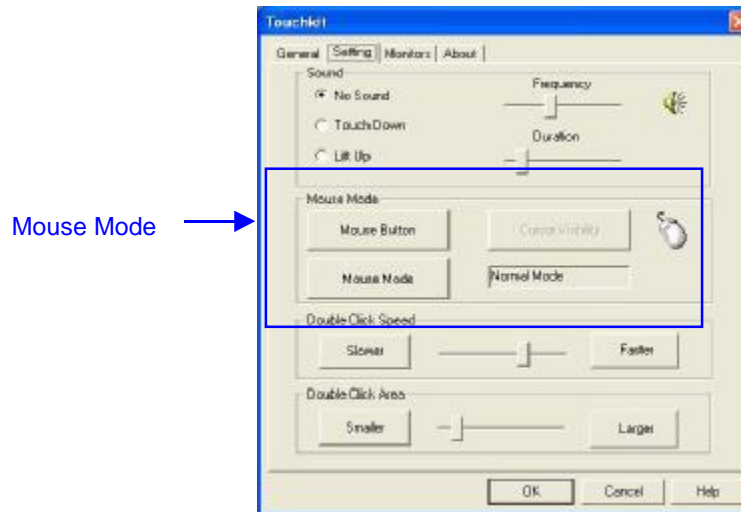 Touchkit
General Setting Monitors About
Sound
No Sound
Touch Down
Lift Up
Frequency
Duration
Mouse Mode
Mouse Mode
Mouse Button
Cursor Visibility
Mouse Mode
Normal Mode
Double Click Speed
Slower
Faster
Double Click Area
Smaller
Larger
OK
Cancel
Help